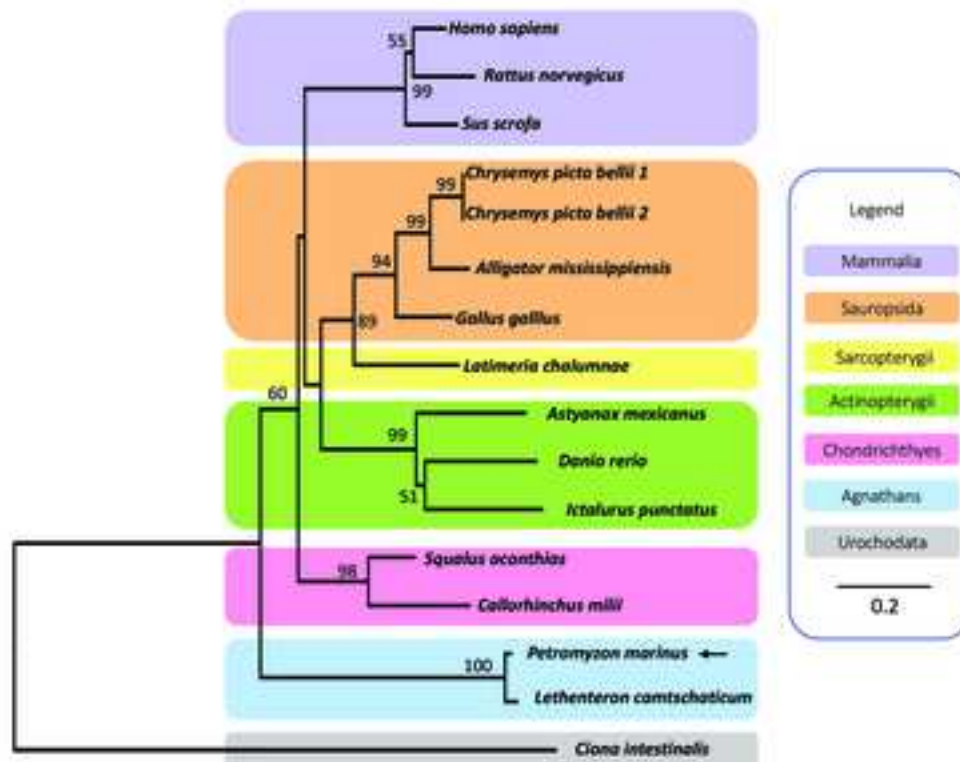 Homo sapiens
55
Rattus norvegicus
99
Sus scrofa
Chrysemys picta bellii 1
99
Chrysemys picta bellii 2
99
Alligator mississippiensis
94
Gallus galllus
89
Latimeria chalumnae
60
Astyanax mexicanus
99
Danio rerio
51
Ictalurus punctatus
Squalus acanthias
98
Callorhinchus milii
Petromyzon marinus
100
Lethenteron camtschaticum
Ciona intestinalis
Legend
Mammalia
Sauropsida
Sarcopterygii
Actinopterygii
Chondrichthyes
Agnathans
Urochodata
0.2